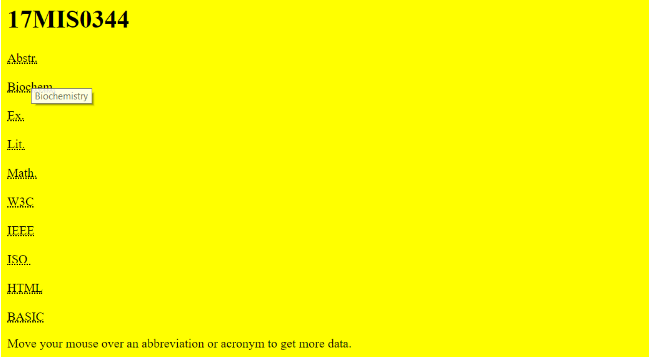 17MIS0344
Abstr.
Biochem.
Biochemistry
Ex.
Lit.
Math.
W3C
IEEE
ISO
HTML
BASIC
Move your mouse over an abbreviation or acronym to get more data.